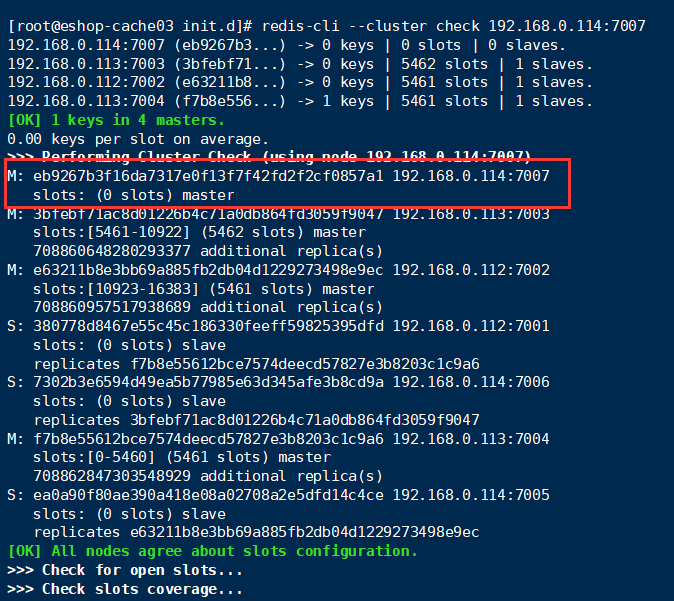 [root@eshop-cache03 init.d]# redis-cli --cluster check 192.168.0.114:7007
192.168.0.114:7007 (eb9267b3...) -> 0 keys | 0 slots | 0 slaves.
192.168.0.113:7003 (3bfebf71...) -> 0 keys | 5462 slots | 1 slaves.
192.168.0.112:7002 (e63211b8...) -> 0 keys | 5461 slots | 1 slaves.
192.168.0.113:7004 (f7b8e556...) -> 1 keys | 5461 slots | 1 slaves.
[OK] 1 keys in 4 masters.
0.00 keys per slot on average.
>>> Performing Cluster Check (using node 192.168.0.114:7007)
M: eb9267b3f16da7317e0f13f7f42fd2f2cf0857a1 192.168.0.114:7007
slots: (0 slots) master
M: 3bfebf71ac8d01226b4c71a0db864fd3059f9047 192.168.0.113:7003
slots:[5461-10922] (5462 slots) master
708860648280293377 additional replica(s)
M: e63211b8e3bb69a885fb2db04d1229273498e9ec 192.168.0.112:7002
slots:[10923-16383] (5461 slots) master
708860957517938689 additional replica(s)
S: 380778d8467e55c45c186330feeff59825395dfd 192.168.0.112:7001
slots: (0 slots) slave
replicates f7b8e55612bce7574deecd57827e3b8203c1c9a6
S: 7302b3e6594d49ea5b77985e63d345afe3b8cd9a 192.168.0.114:7006
slots: (0 slots) slave
replicates 3bfebf71ac8d01226b4c71a0db864fd3059f9047
M: f7b8e55612bce7574deecd57827e3b8203c1c9a6 192.168.0.113:7004
slots:[0-5460] (5461 slots) master
708862847303548929 additional replica(s)
S: ea0a90f80ae390a418e08a02708a2e5dfd14c4ce 192.168.0.114:7005
slots: (0 slots) slave
replicates e63211b8e3bb69a885fb2db04d1229273498e9ec
[OK] All nodes agree about slots configuration.
>>> Check for open slots...
>>> Check slots coverage...